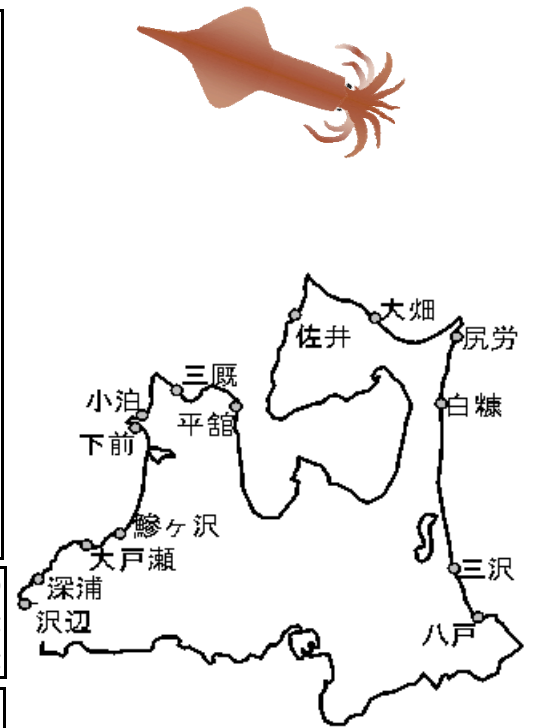 大畑
佐井
尻労
三厩
小泊
白糠
平舘
下前
鰺ヶ沢
大戸瀬
三沢
深浦
沢辺
八戸